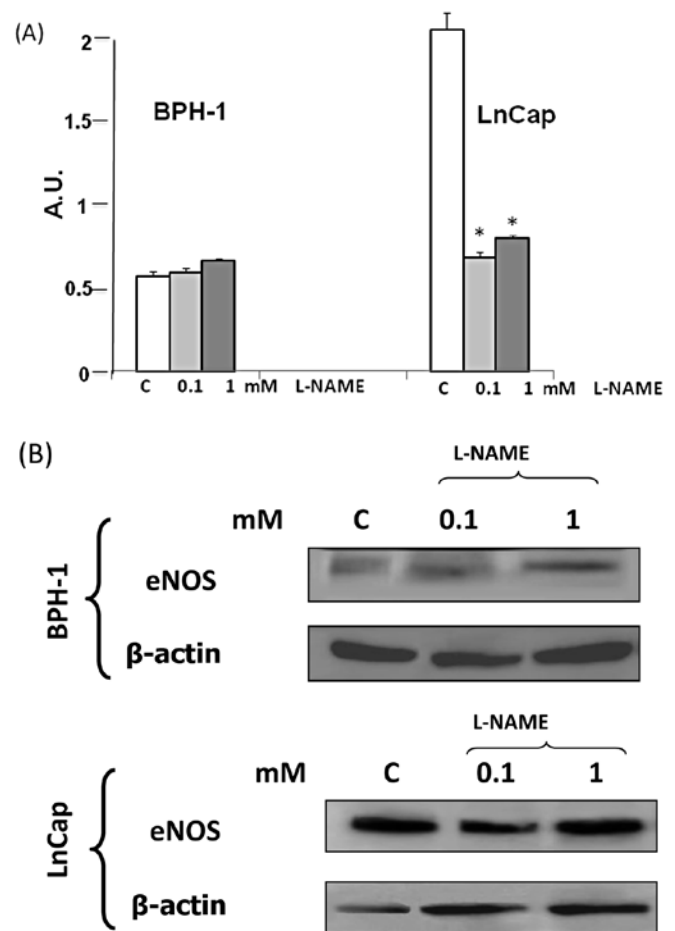 (A)
2
1.5
1
0.5
0
A.U.
BPH-1
LnCap
*
*
C 0.1 1 mM L-NAME
C 0.1 1 mM L-NAME
(B)
L-NAME
mM C 0.1 1
BPH-1
eNOS
β-actin
L-NAME
mM C 0.1 1
LnCap
eNOS
β-actin